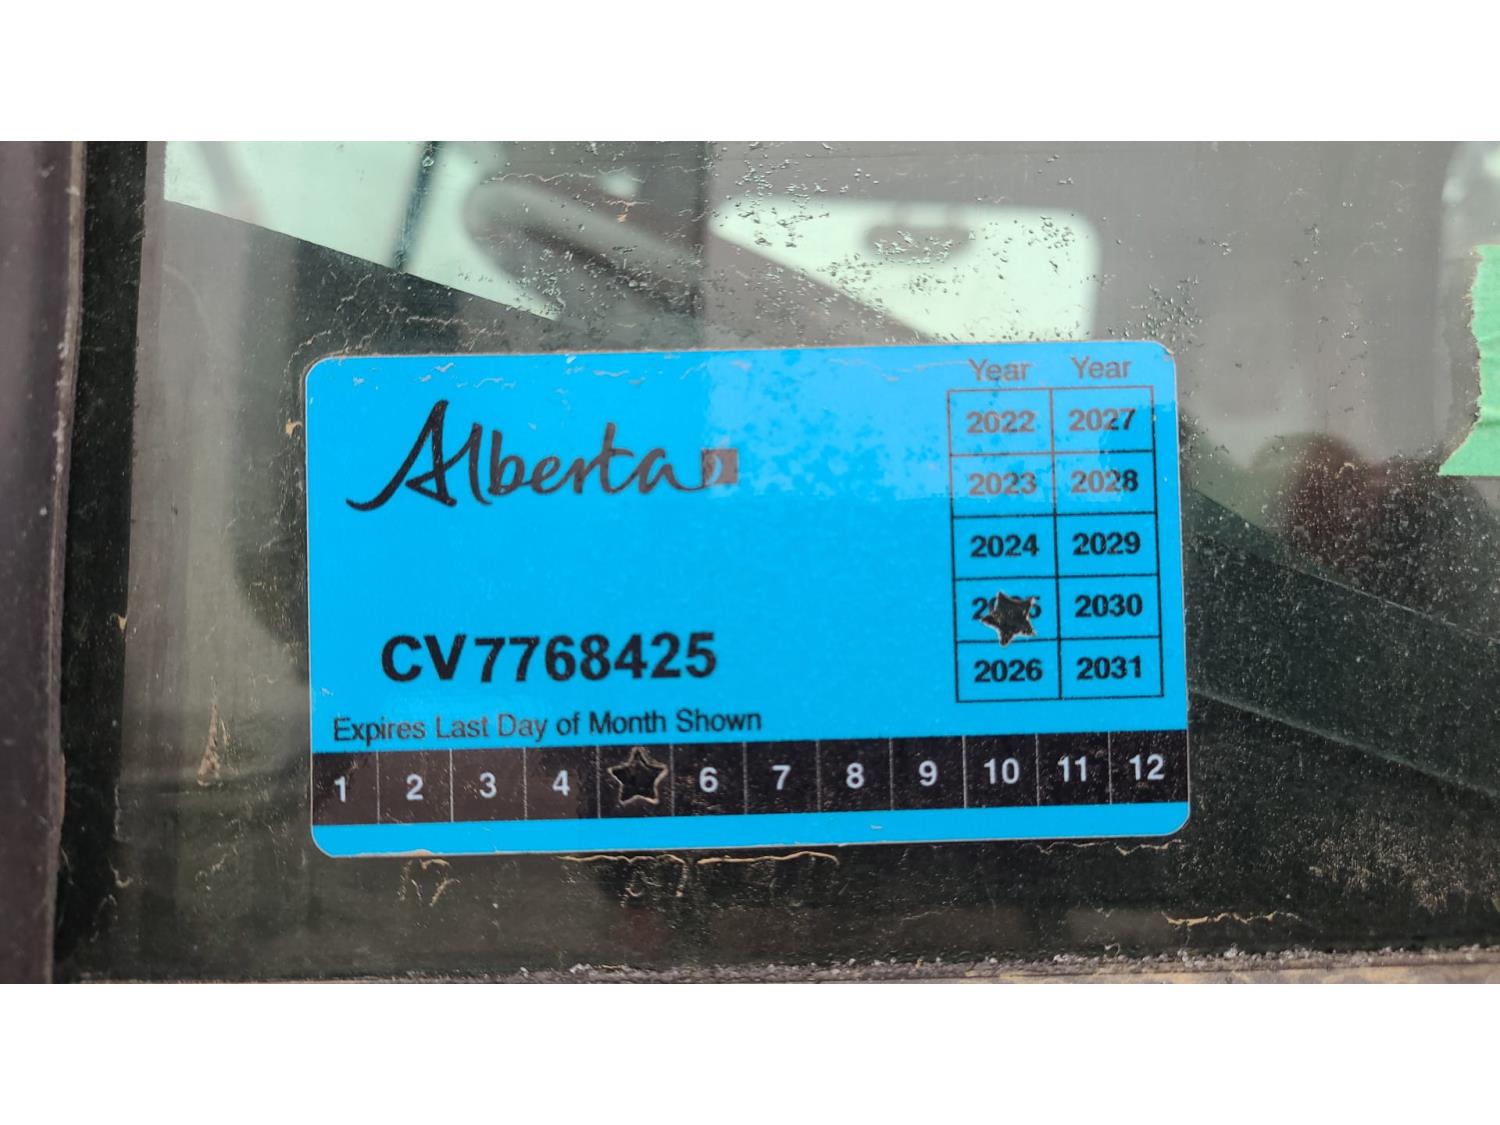 Alberta
Year Year
2022 2027
2023 2028
2024 2029
2030
2026 2031
CV7768425
Expires Last Day of Month Shown
1 2 3 4 6 7 8 9 10 11 12